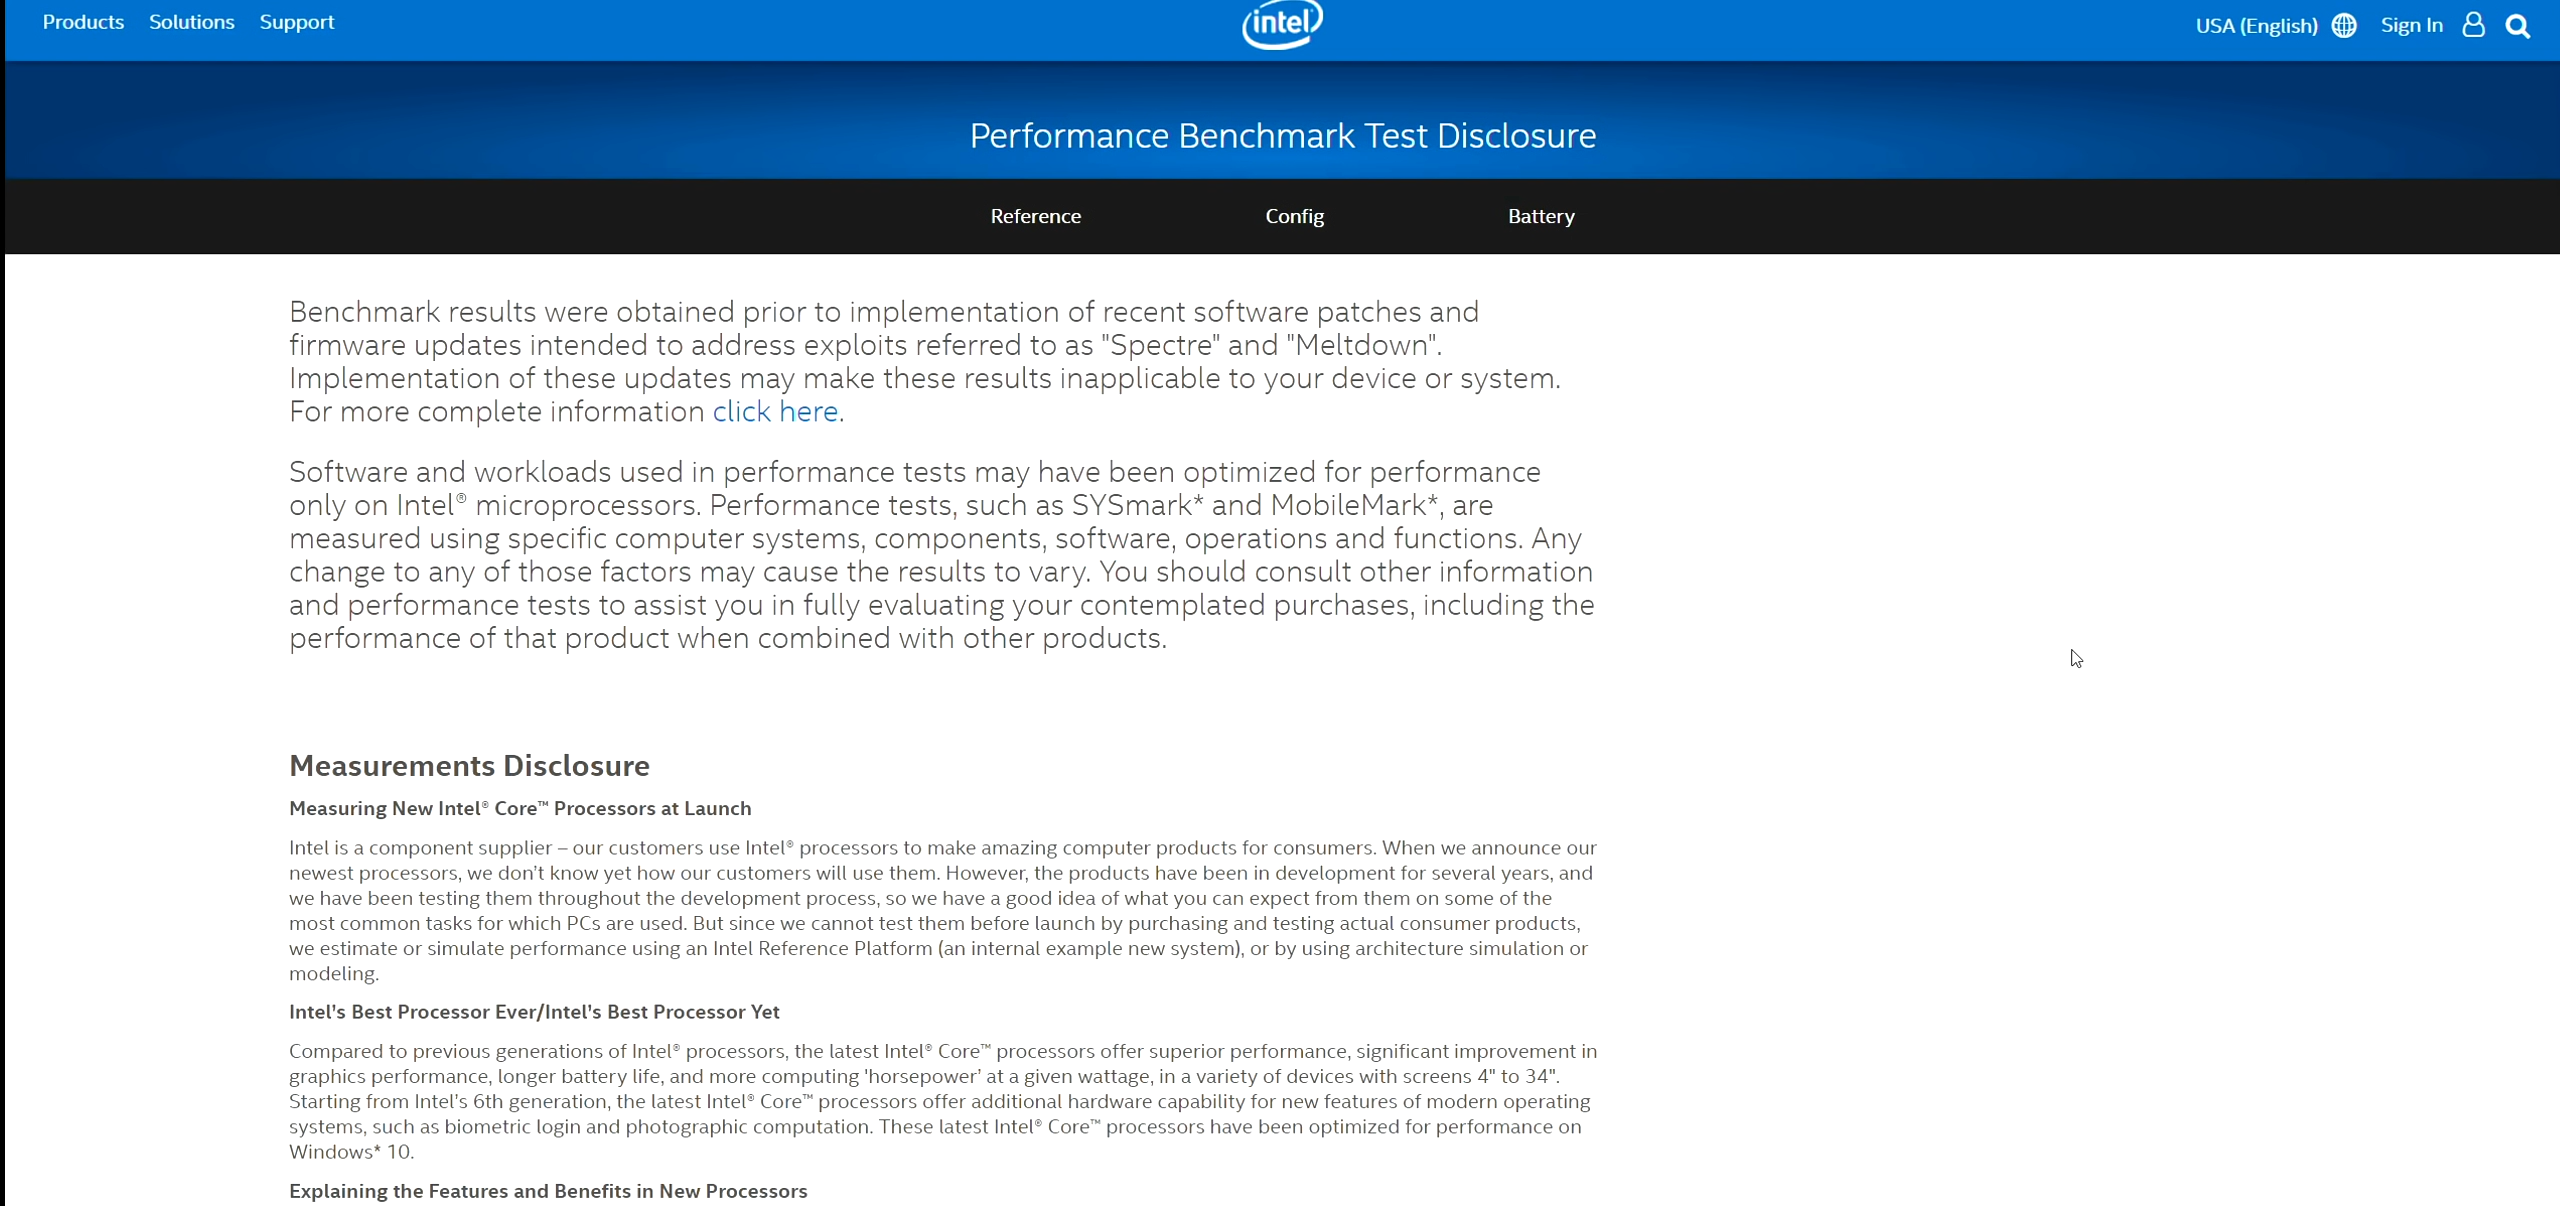 Products Solutions Support
intel
USA (English) Sign In
Performance Benchmark Test Disclosure
Reference Config Battery
Benchmark results were obtained prior to implementation of recent software patches and
firmware updates intended to address exploits referred to as "Spectre" and "Meltdown".
Implementation of these updates may make these results inapplicable to your device or system.
For more complete information click here.
Software and workloads used in performance tests may have been optimized for performance
only on Intel® microprocessors. Performance tests, such as SYSmark* and MobileMark*, are
measured using specific computer systems, components, software, operations and functions. Any
change to any of those factors may cause the results to vary. You should consult other information
and performance tests to assist you in fully evaluating your contemplated purchases, including the
performance of that product when combined with other products.
Measurements Disclosure
Measuring New Intel® Core™ Processors at Launch
Intel is a component supplier – our customers use Intel® processors to make amazing computer products for consumers. When we announce our
newest processors, we don’t know yet how our customers will use them. However, the products have been in development for several years, and
we have been testing them throughout the development process, so we have a good idea of what you can expect from them on some of the
most common tasks for which PCs are used. But since we cannot test them before launch by purchasing and testing actual consumer products,
we estimate or simulate performance using an Intel Reference Platform (an internal example new system), or by using architecture simulation or
modeling.
Intel's Best Processor Ever/Intel's Best Processor Yet
Compared to previous generations of Intel® processors, the latest Intel® Core™ processors offer superior performance, significant improvement in
graphics performance, longer battery life, and more computing 'horsepower’ at a given wattage, in a variety of devices with screens 4" to 34".
Starting from Intel’s 6th generation, the latest Intel® Core™ processors offer additional hardware capability for new features of modern operating
systems, such as biometric login and photographic computation. These latest Intel® Core™ processors have been optimized for performance on
Windows* 10.
Explaining the Features and Benefits in New Processors